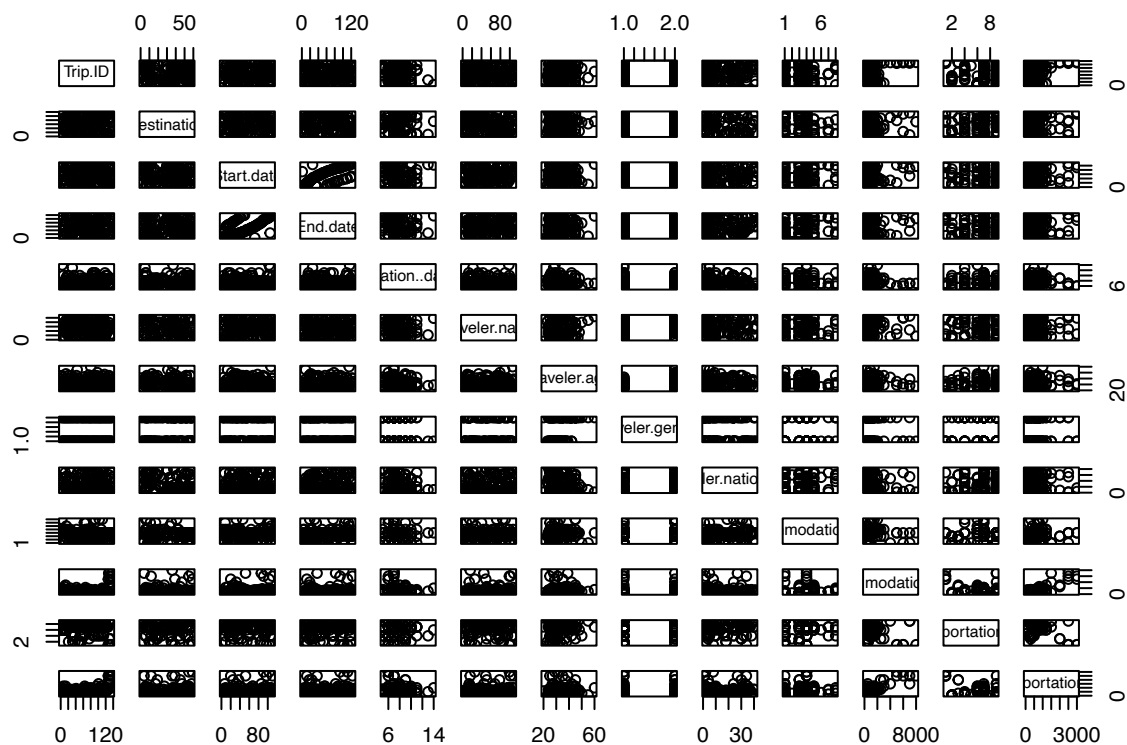 0 50 0 120 0 80 1.0 2.0 1 6 2 8
Trip.ID 0
0 estinatio
Start.dat 0
0 End.date
ation..da 6
0 veler.na
aveler.ag 20
1.0 eler.gen
ler.natio 0
1 modatio
modatio 0
2 portation
portation 0
0 120 0 80 6 14 20 60 0 30 0 8000 0 3000